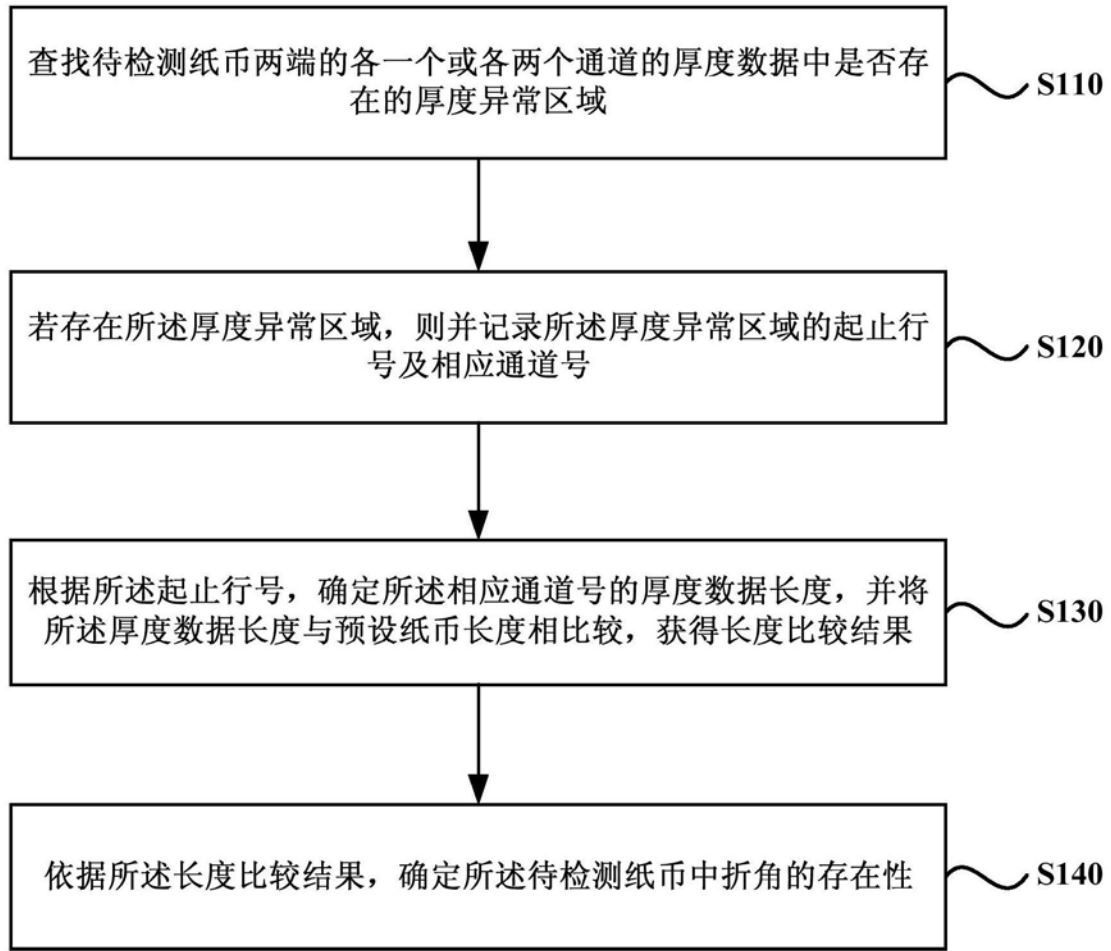 查找待检测纸币两端的各一个或各两个通道的厚度数据中是否存
在的厚度异常区域
S110
若存在所述厚度异常区域，则并记录所述厚度异常区域的起止行
号及相应通道号
S120
根据所述起止行号，确定所述相应通道号的厚度数据长度，并将
所述厚度数据长度与预设纸币长度相比较，获得长度比较结果
S130
依据所述长度比较结果，确定所述待检测纸币中折角的存在性
S140